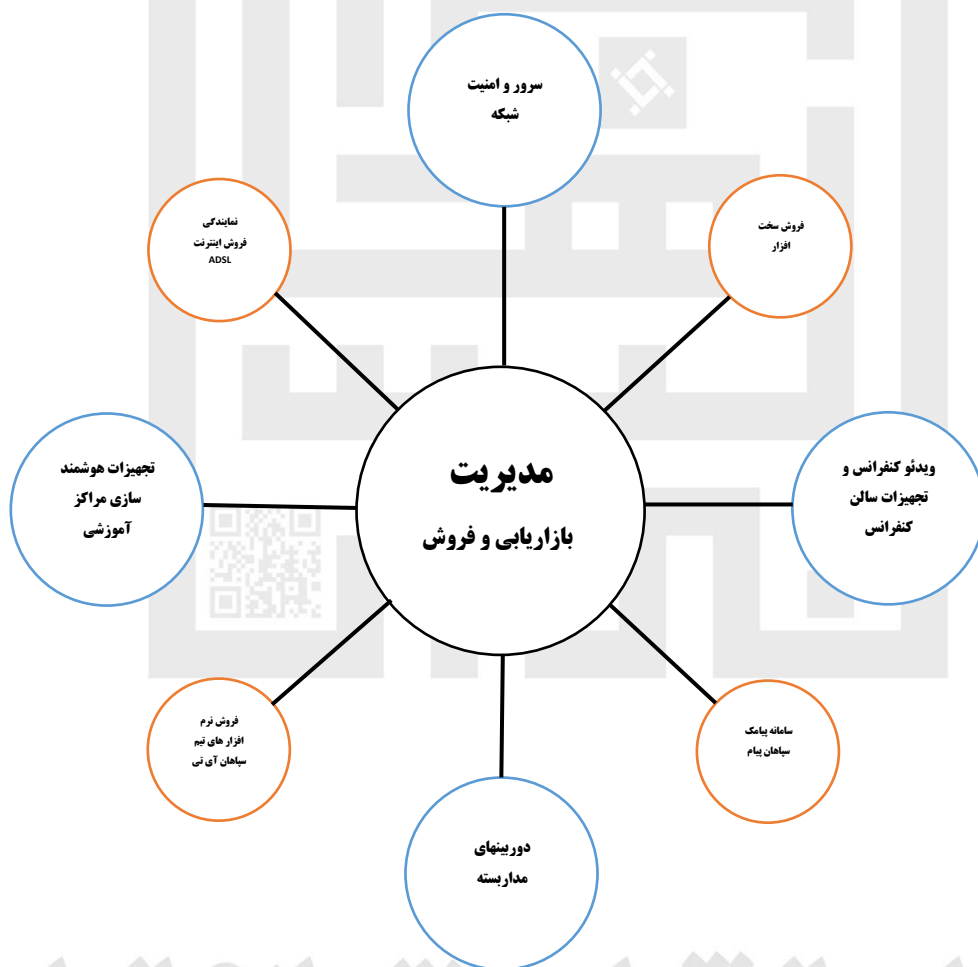 سرور و امنیت
شبکه
فروش سخت
افزار
نمایندگی
فروش اینترنت
ADSL
ویدئو کنفرانس و
تجهیزات سالن
کنفرانس
مدیریت
بازاریابی و فروش
تجهیزات هوشمند
سازی مراکز
آموزشی
سامانه پیامک
سپاهان پیام
فروش نرم
افزار های تیم
سپاهان آی تی
دوربینهای
مداربسته